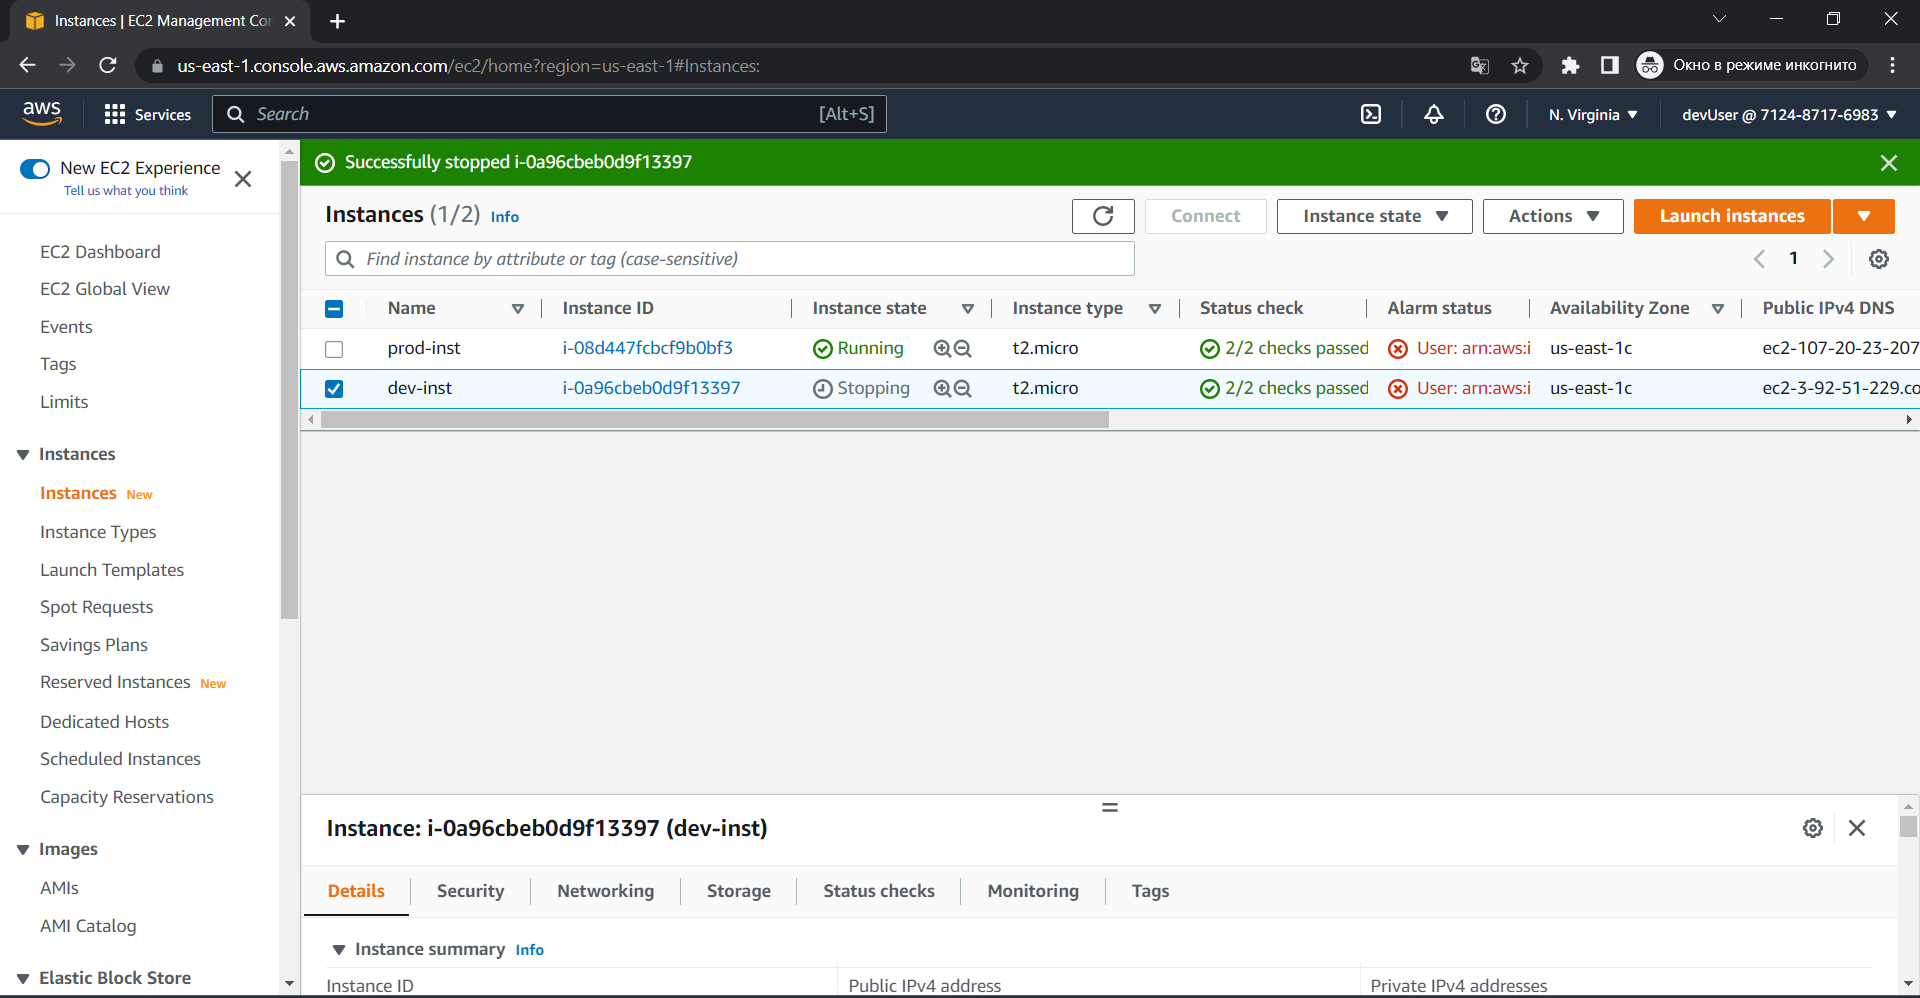 Instances | EC2 Management Con
us-east-1.console.aws.amazon.com/ec2/home?region=us-east-1#Instances:
Окно в режиме инкогнито
aws
Services
Search
[Alt+S]
N. Virginia
devUser @ 7124-8717-6983
New EC2 Experience
Tell us what you think
EC2 Dashboard
EC2 Global View
Events
Tags
Limits
Instances
Instances New
Instance Types
Launch Templates
Spot Requests
Savings Plans
Reserved Instances New
Dedicated Hosts
Scheduled Instances
Capacity Reservations
Images
AMIs
AMI Catalog
Elastic Block Store
Successfully stopped i-0a96cbeb0d9f13397
Instances (1/2) Info
Connect
Instance state
Actions
Launch instances
Find instance by attribute or tag (case-sensitive)
1
Name Instance ID Instance state Instance type Status check Alarm status Availability Zone Public IPv4 DNS
prod-inst i-08d447fcbcf9b0bf3 Running t2.micro 2/2 checks passed User: arn:aws:i us-east-1c ec2-107-20-23-207
dev-inst i-0a96cbeb0d9f13397 Stopping t2.micro 2/2 checks passed User: arn:aws:i us-east-1c ec2-3-92-51-229.co
Instance: i-0a96cbeb0d9f13397 (dev-inst)
Details Security Networking Storage Status checks Monitoring Tags
Instance summary Info
Instance ID Public IPv4 address Private IPv4 addresses